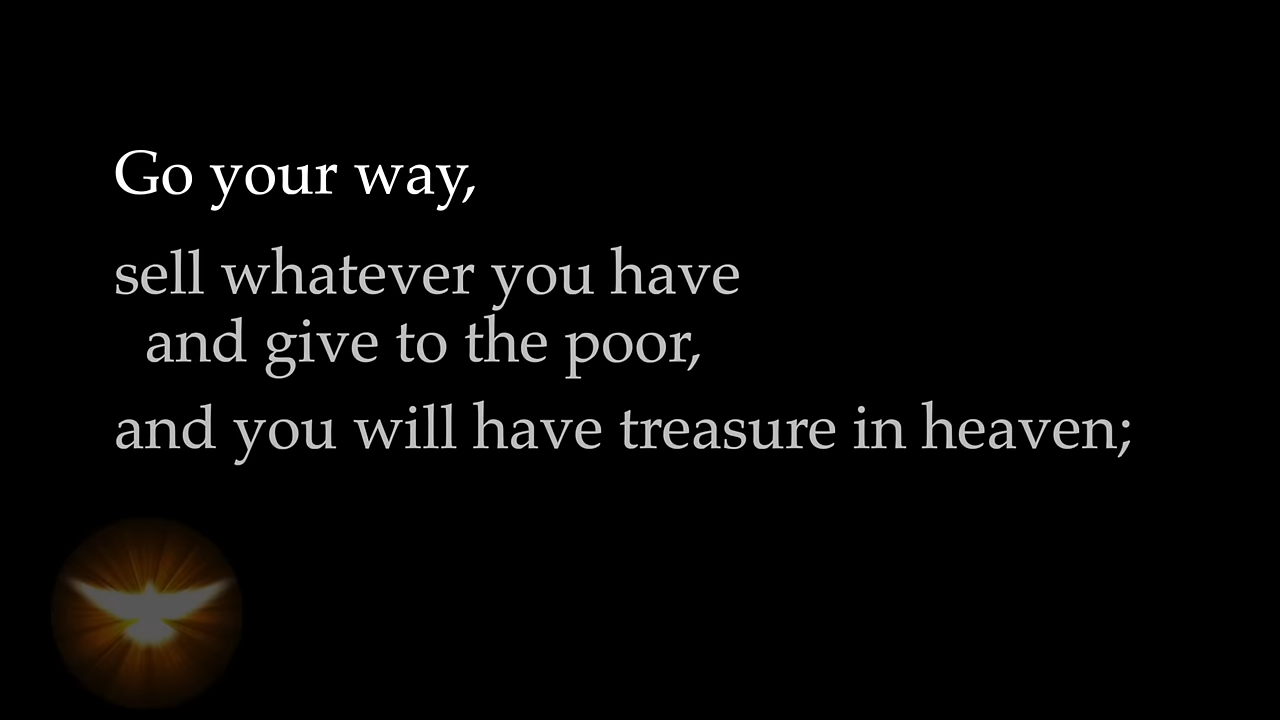 Go your way,
sell whatever you have
and give to the poor,
and you will have treasure in heaven;